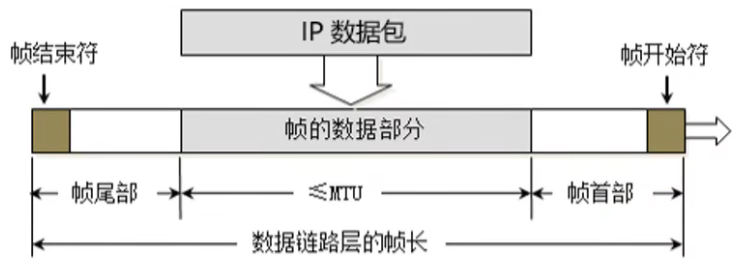 IP 数据包
帧结束符
帧开始符
帧的数据部分
帧尾部
≤MTU
帧首部
数据链路层的帧长